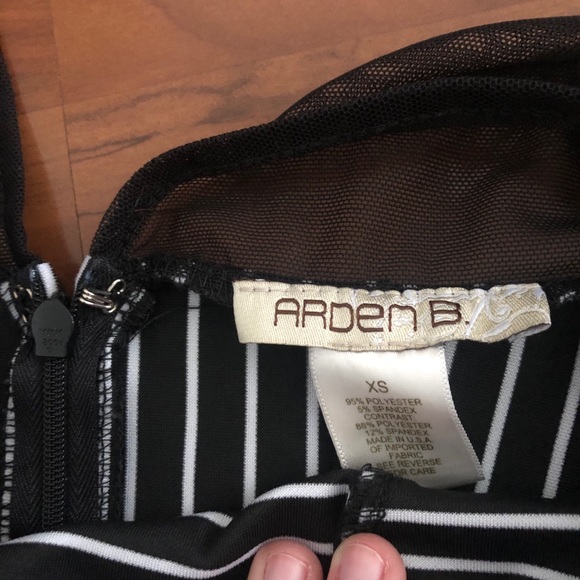 ARDen B.
XS
95% POLYESTER
5% SPANDEX
CONTRAST:
88% POLYESTER
12% SPANDEX
MADE IN U.S.A.
OF IMPORTED
FABRIC
SEE REVERSE
FOR CARE